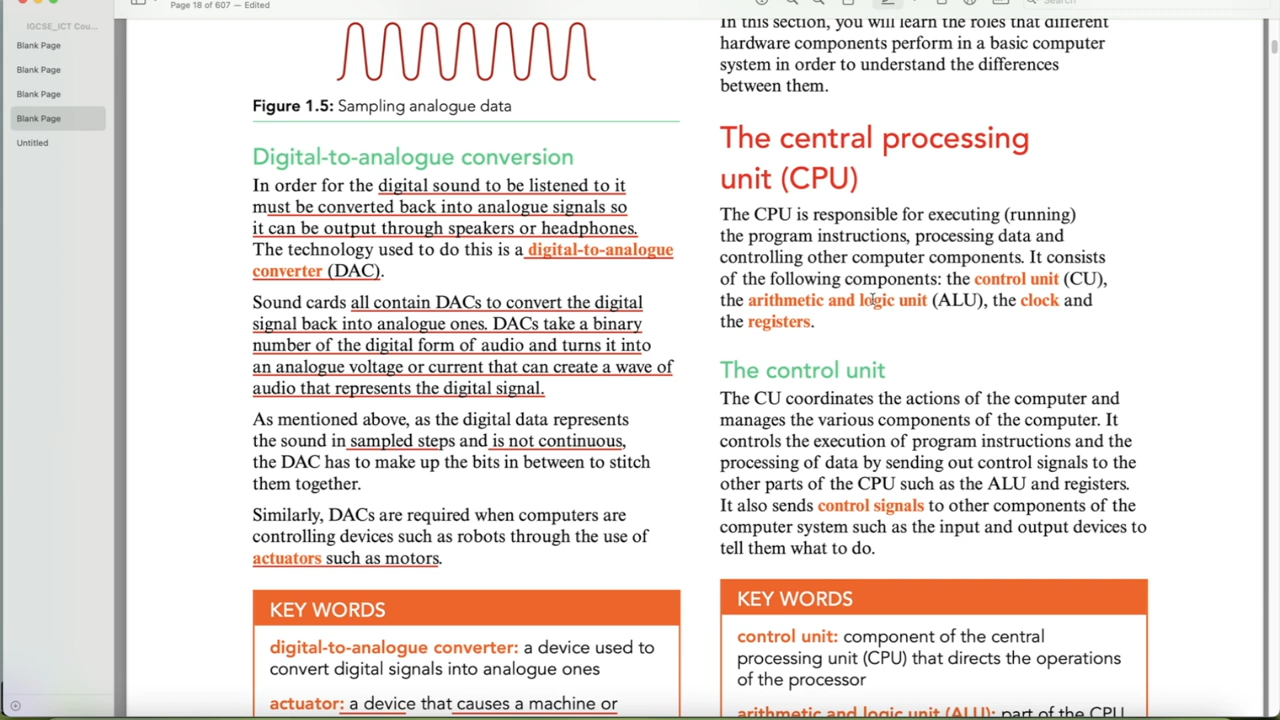 Page 18 of 607 — Edited
Search
IGCSE_ICT Cou...
Blank Page
Blank Page
Blank Page
Blank Page
Untitled
Figure 1.5: Sampling analogue data
Digital-to-analogue conversion
In order for the digital sound to be listened to it
must be converted back into analogue signals so
it can be output through speakers or headphones.
The technology used to do this is a digital-to-analogue
converter (DAC).
Sound cards all contain DACs to convert the digital
signal back into analogue ones. DACs take a binary
number of the digital form of audio and turns it into
an analogue voltage or current that can create a wave of
audio that represents the digital signal.
As mentioned above, as the digital data represents
the sound in sampled steps and is not continuous,
the DAC has to make up the bits in between to stitch
them together.
Similarly, DACs are required when computers are
controlling devices such as robots through the use of
actuators such as motors.
KEY WORDS
digital-to-analogue converter: a device used to
convert digital signals into analogue ones
actuator: a device that causes a machine or
In this section, you will learn the roles that different
hardware components perform in a basic computer
system in order to understand the differences
between them.
The central processing
unit (CPU)
The CPU is responsible for executing (running)
the program instructions, processing data and
controlling other computer components. It consists
of the following components: the control unit (CU),
the arithmetic and logic unit (ALU), the clock and
the registers.
The control unit
The CU coordinates the actions of the computer and
manages the various components of the computer. It
controls the execution of program instructions and the
processing of data by sending out control signals to the
other parts of the CPU such as the ALU and registers.
It also sends control signals to other components of the
computer system such as the input and output devices to
tell them what to do.
KEY WORDS
control unit: component of the central
processing unit (CPU) that directs the operations
of the processor
arithmetic and logic unit (ALU): part of the CPU